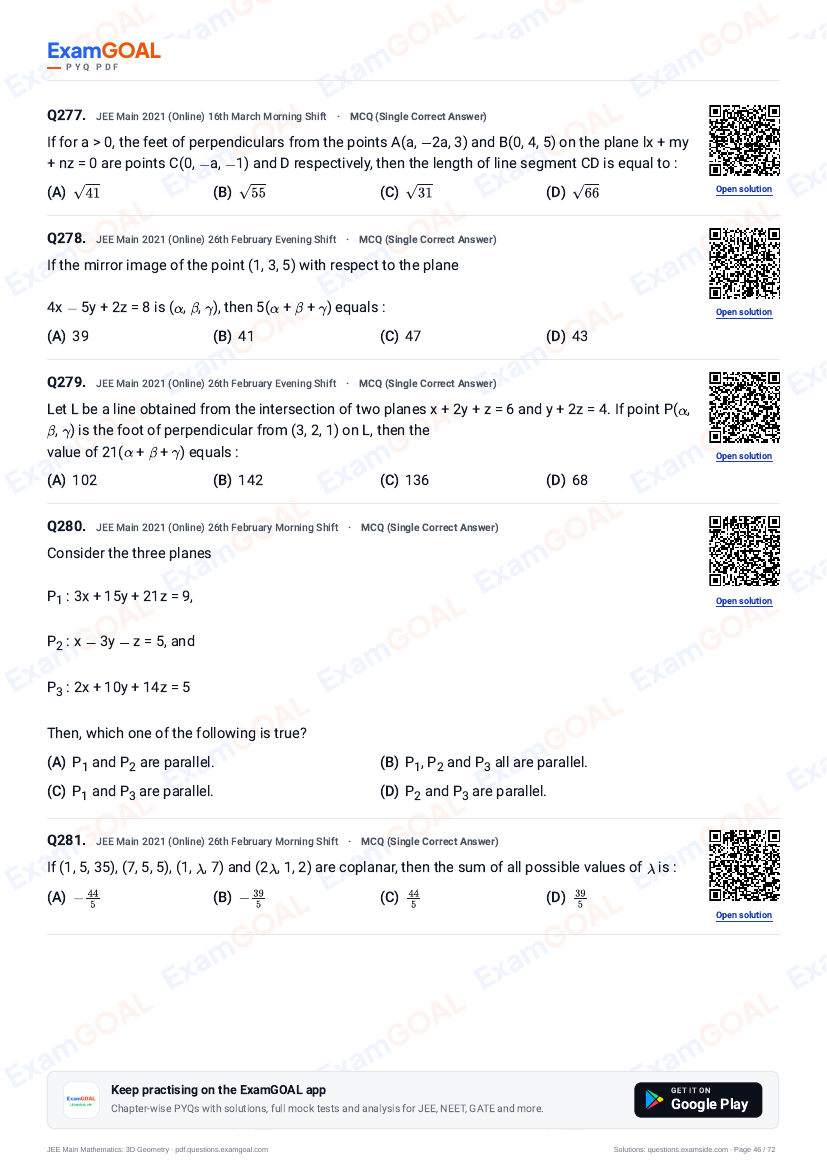 ExamGOAL
PYQ PDF
Q277. JEE Main 2021 (Online) 16th March Morning Shift · MCQ (Single Correct Answer)
If for a > 0, the feet of perpendiculars from the points A(a, −2a, 3) and B(0, 4, 5) on the plane lx + my
+ nz = 0 are points C(0, −a, −1) and D respectively, then the length of line segment CD is equal to :
(A) √41 (B) √55 (C) √31 (D) √66
Open solution
Q278. JEE Main 2021 (Online) 26th February Evening Shift · MCQ (Single Correct Answer)
If the mirror image of the point (1, 3, 5) with respect to the plane
4x − 5y + 2z = 8 is (α, β, γ), then 5(α + β + γ) equals :
(A) 39 (B) 41 (C) 47 (D) 43
Open solution
Q279. JEE Main 2021 (Online) 26th February Evening Shift · MCQ (Single Correct Answer)
Let L be a line obtained from the intersection of two planes x + 2y + z = 6 and y + 2z = 4. If point P(α,
β, γ) is the foot of perpendicular from (3, 2, 1) on L, then the
value of 21(α + β + γ) equals :
(A) 102 (B) 142 (C) 136 (D) 68
Open solution
Q280. JEE Main 2021 (Online) 26th February Morning Shift · MCQ (Single Correct Answer)
Consider the three planes
P₁ : 3x + 15y + 21z = 9,
P₂ : x − 3y − z = 5, and
P₃ : 2x + 10y + 14z = 5
Then, which one of the following is true?
(A) P₁ and P₂ are parallel. (B) P₁, P₂ and P₃ all are parallel.
(C) P₁ and P₃ are parallel. (D) P₂ and P₃ are parallel.
Open solution
Q281. JEE Main 2021 (Online) 26th February Morning Shift · MCQ (Single Correct Answer)
If (1, 5, 35), (7, 5, 5), (1, λ, 7) and (2λ, 1, 2) are coplanar, then the sum of all possible values of λ is :
(A) −44/5 (B) −39/5 (C) 44/5 (D) 39/5
Open solution
Keep practising on the ExamGOAL app
Chapter-wise PYQs with solutions, full mock tests and analysis for JEE, NEET, GATE and more.
GET IT ON
Google Play
JEE Main Mathematics: 3D Geometry · pdf.questions.examgoal.com
Solutions: questions.examside.com · Page 46 / 72